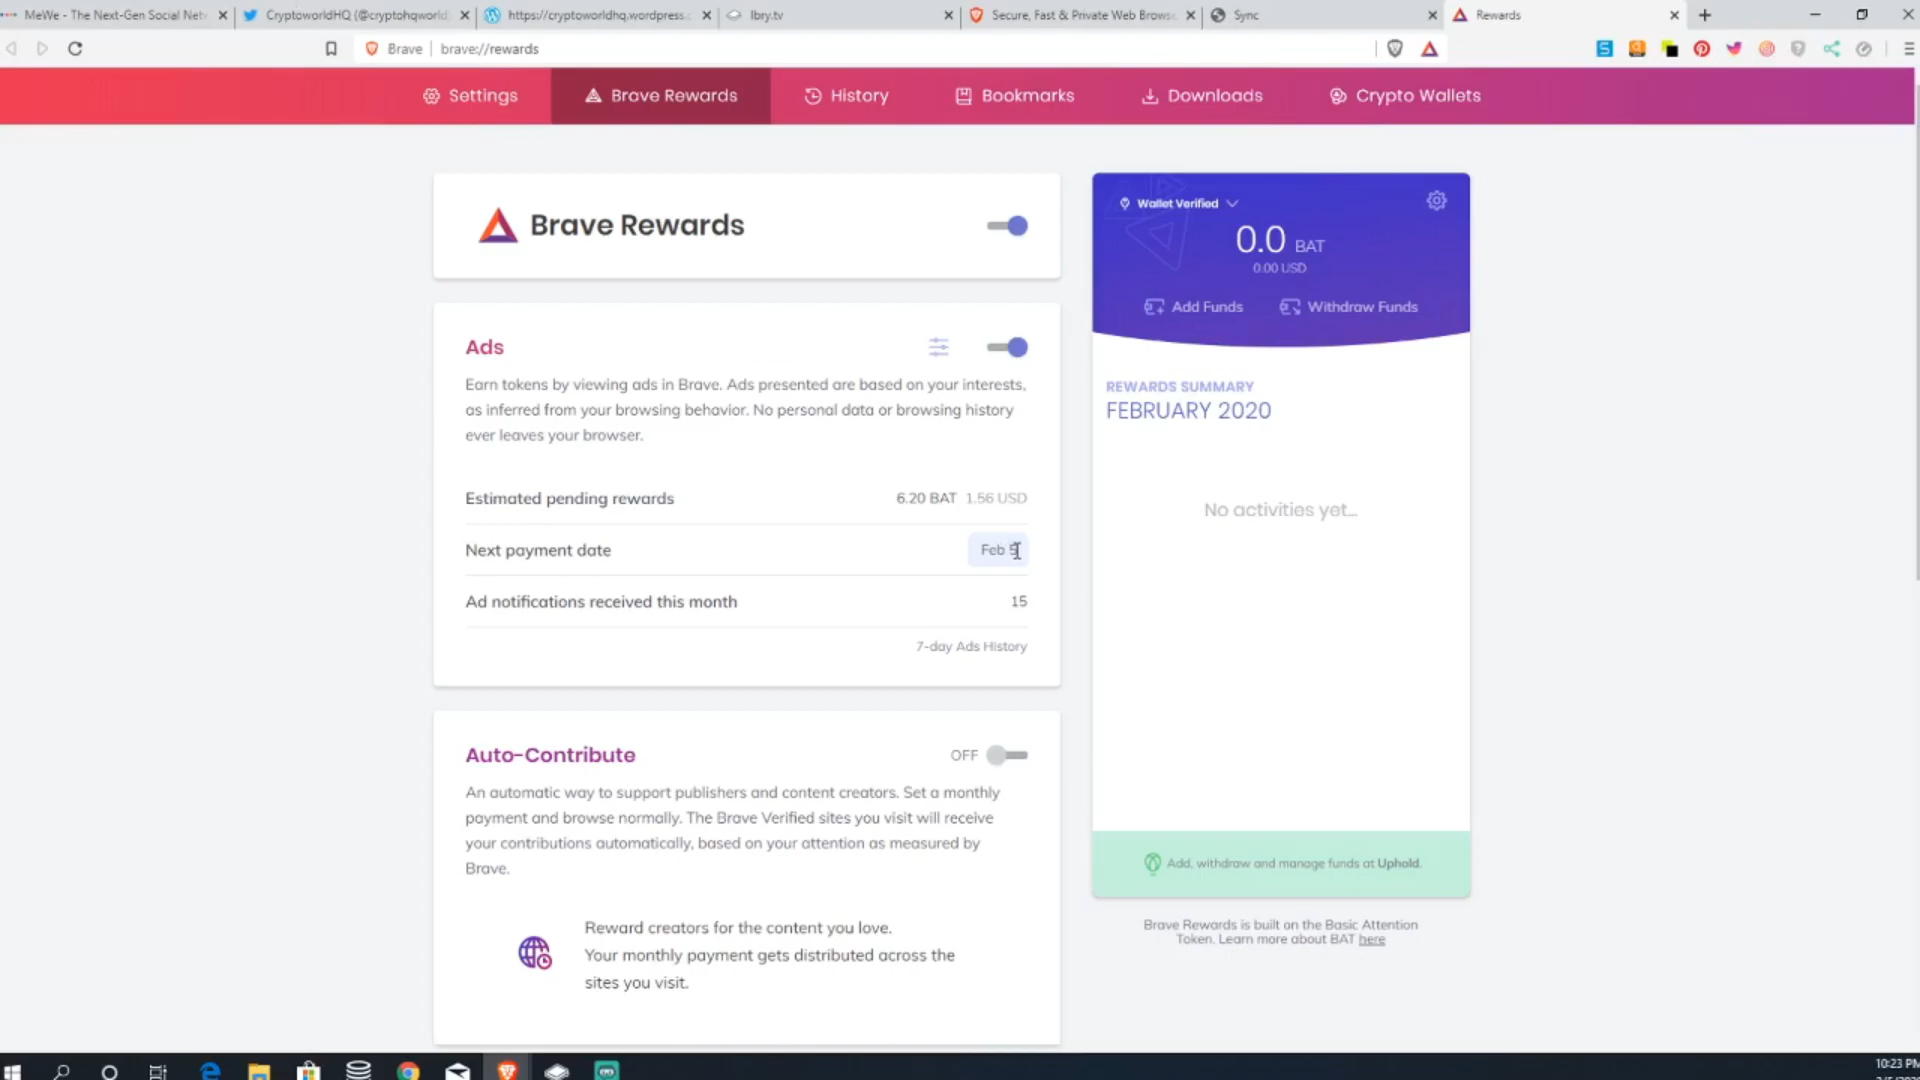 MeWe - The Next-Gen Social Netw
CryptoworldHQ (@cryptohqworld
https://cryptoworldhq.wordpress.c
lbry.tv
Secure, Fast & Private Web Browse
Sync
Rewards
Brave
brave://rewards
Settings
Brave Rewards
History
Bookmarks
Downloads
Crypto Wallets
Brave Rewards
Ads
Earn tokens by viewing ads in Brave. Ads presented are based on your interests,
as inferred from your browsing behavior. No personal data or browsing history
ever leaves your browser.
Estimated pending rewards 6.20 BAT 1.56 USD
Next payment date Feb 5
Ad notifications received this month 15
7-day Ads History
Auto-Contribute OFF
An automatic way to support publishers and content creators. Set a monthly
payment and browse normally. The Brave Verified sites you visit will receive
your contributions automatically, based on your attention as measured by
Brave.
Reward creators for the content you love.
Your monthly payment gets distributed across the
sites you visit.
Wallet Verified
0.0 BAT
0.00 USD
Add Funds
Withdraw Funds
REWARDS SUMMARY
FEBRUARY 2020
No activities yet...
Add, withdraw and manage funds at Uphold.
Brave Rewards is built on the Basic Attention
Token. Learn more about BAT here
10:23 PM